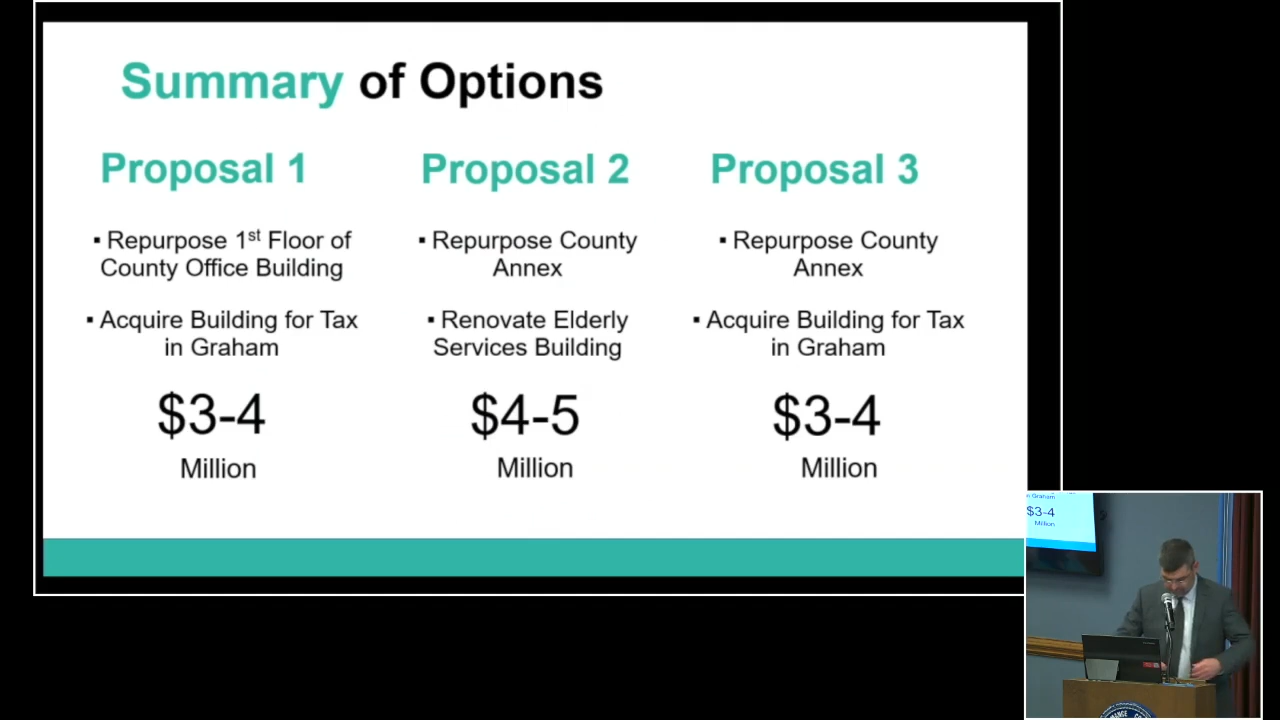 Summary of Options
Proposal 1
▪ Repurpose 1st Floor of
County Office Building
▪ Acquire Building for Tax
in Graham
$3-4
Million
Proposal 2
▪ Repurpose County
Annex
▪ Renovate Elderly
Services Building
$4-5
Million
Proposal 3
▪ Repurpose County
Annex
▪ Acquire Building for Tax
in Graham
$3-4
Million
in Graham
$3-4
Million